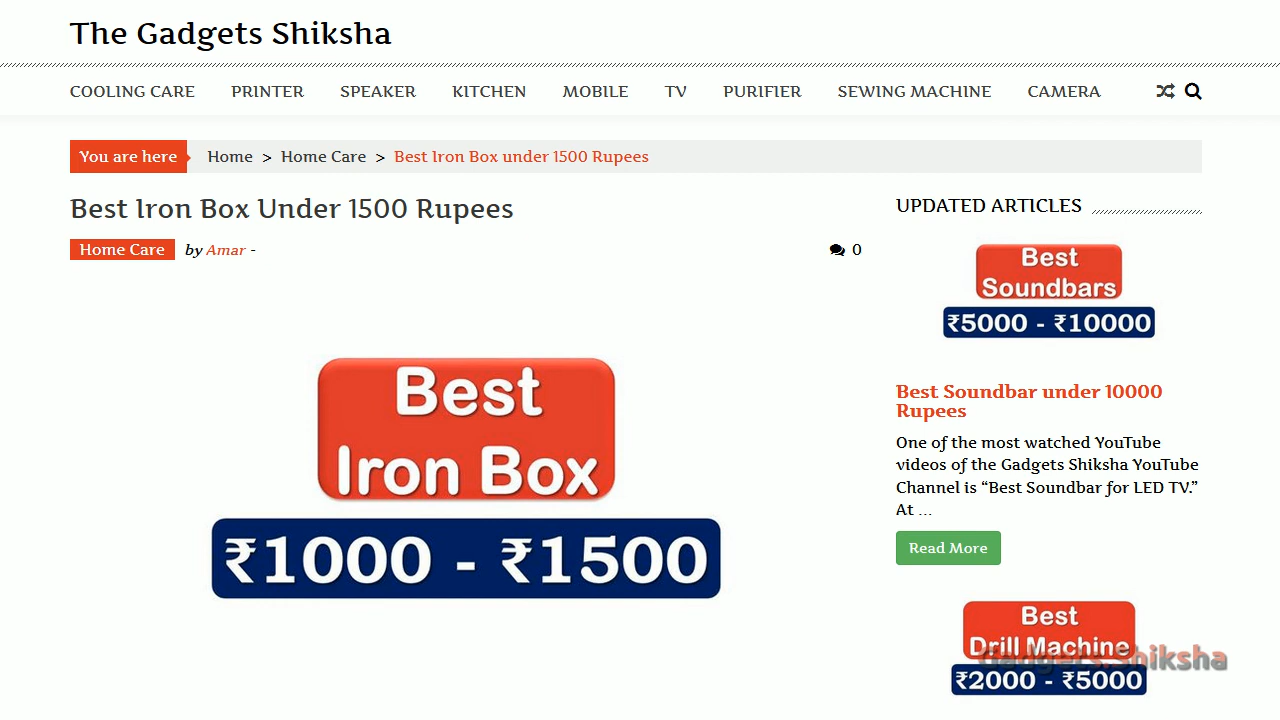 The Gadgets Shiksha
COOLING CARE PRINTER SPEAKER KITCHEN MOBILE TV PURIFIER SEWING MACHINE CAMERA
You are here Home > Home Care > Best Iron Box under 1500 Rupees
Best Iron Box Under 1500 Rupees
Home Care by Amar - 0
Best
Iron Box
₹1000 - ₹1500
UPDATED ARTICLES
Best
Soundbars
₹5000 - ₹10000
Best Soundbar under 10000
Rupees
One of the most watched YouTube
videos of the Gadgets Shiksha YouTube
Channel is “Best Soundbar for LED TV.”
At ...
Read More
Best
Drill Machine
Gadgets Shiksha
₹2000 - ₹5000